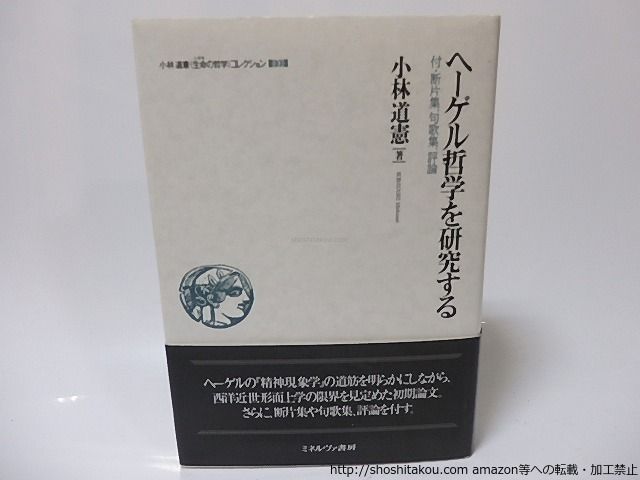 小林道憲〈生命の哲学〉コレクション
ヘーゲル哲学を研究する
付・断片集、句歌集、評論
小林道憲
著
shoshitakou.com
ヘーゲルの『精神現象学』の道筋を明らかにしながら、
西洋近世形而上学の限界を見定めた初期論文。
さらに、断片集や句歌集、評論を付す。
ミネルヴァ書房
http://shoshitakou.com amazon等への転載・加工禁止